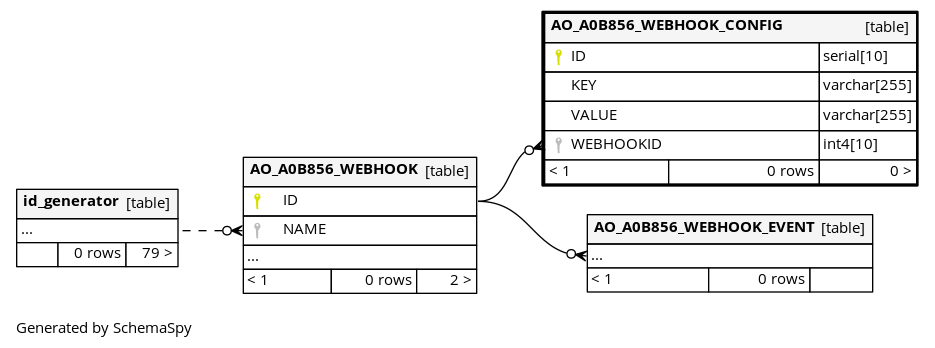 AO_A0B856_WEBHOOK_CONFIG [table]
ID serial[10]
KEY varchar[255]
VALUE varchar[255]
WEBHOOKID int4[10]
< 1 0 rows 0 >
AO_A0B856_WEBHOOK [table]
ID
NAME
...
< 1 0 rows 2 >
id_generator [table]
...
0 rows 79 >
AO_A0B856_WEBHOOK_EVENT [table]
...
< 1 0 rows
Generated by SchemaSpy